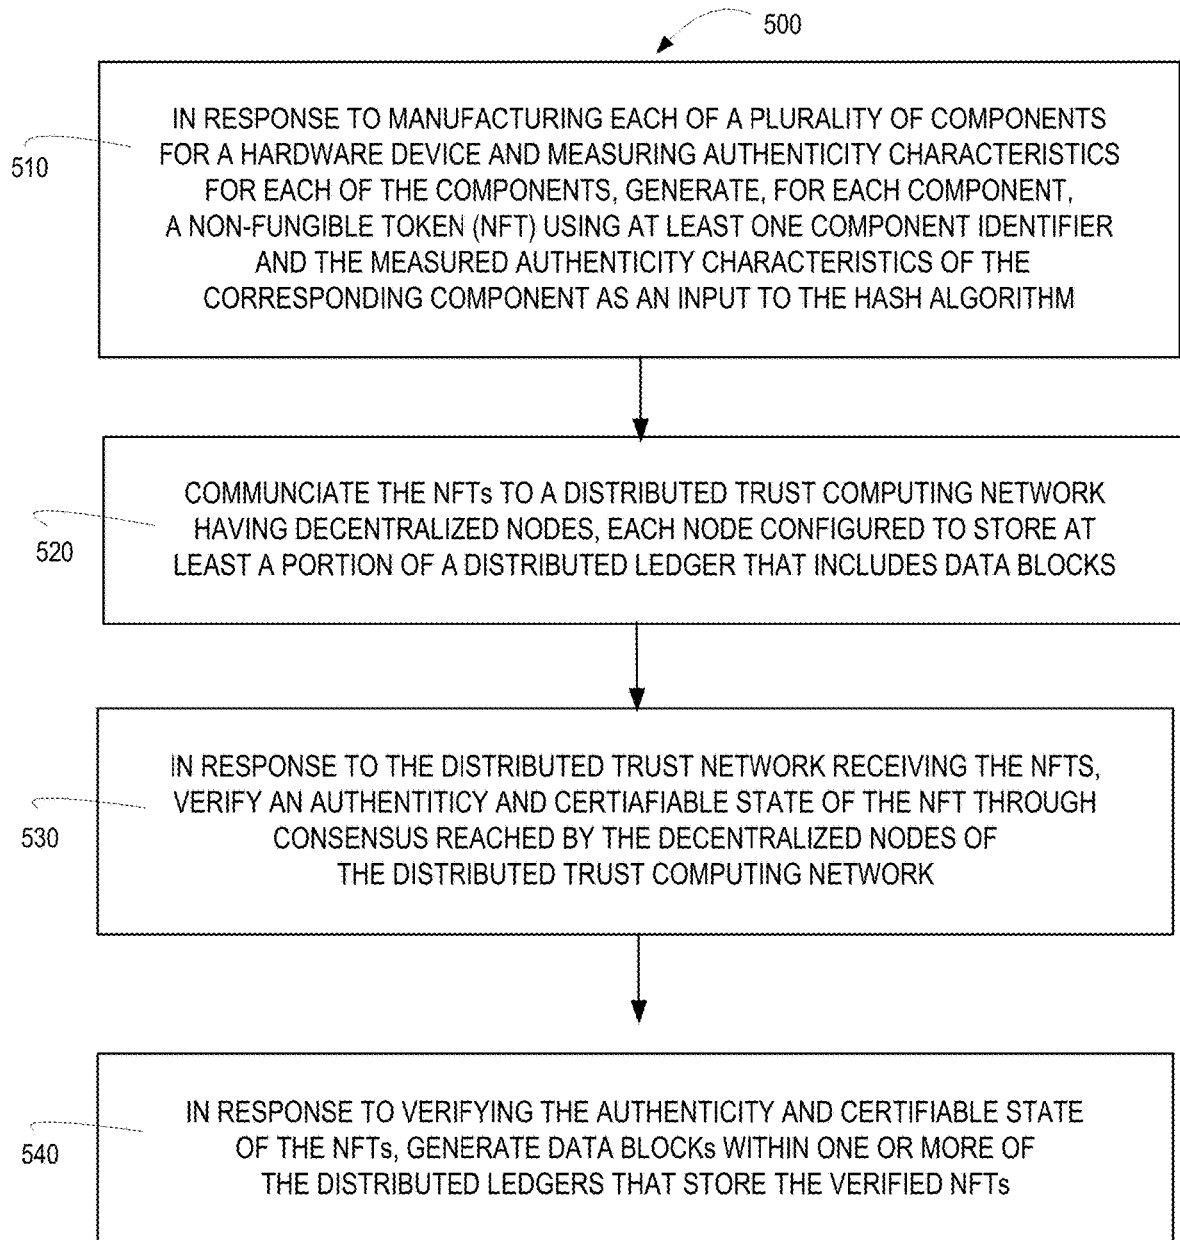 500
510
IN RESPONSE TO MANUFACTURING EACH OF A PLURALITY OF COMPONENTS
FOR A HARDWARE DEVICE AND MEASURING AUTHENTICITY CHARACTERISTICS
FOR EACH OF THE COMPONENTS, GENERATE, FOR EACH COMPONENT,
A NON-FUNGIBLE TOKEN (NFT) USING AT LEAST ONE COMPONENT IDENTIFIER
AND THE MEASURED AUTHENTICITY CHARACTERISTICS OF THE
CORRESPONDING COMPONENT AS AN INPUT TO THE HASH ALGORITHM
520
COMMUNCIATE THE NFTs TO A DISTRIBUTED TRUST COMPUTING NETWORK
HAVING DECENTRALIZED NODES, EACH NODE CONFIGURED TO STORE AT
LEAST A PORTION OF A DISTRIBUTED LEDGER THAT INCLUDES DATA BLOCKS
530
IN RESPONSE TO THE DISTRIBUTED TRUST NETWORK RECEIVING THE NFTS,
VERIFY AN AUTHENTITICY AND CERTIAFIABLE STATE OF THE NFT THROUGH
CONSENSUS REACHED BY THE DECENTRALIZED NODES OF
THE DISTRIBUTED TRUST COMPUTING NETWORK
540
IN RESPONSE TO VERIFYING THE AUTHENTICITY AND CERTIFIABLE STATE
OF THE NFTs, GENERATE DATA BLOCKs WITHIN ONE OR MORE OF
THE DISTRIBUTED LEDGERS THAT STORE THE VERIFIED NFTs